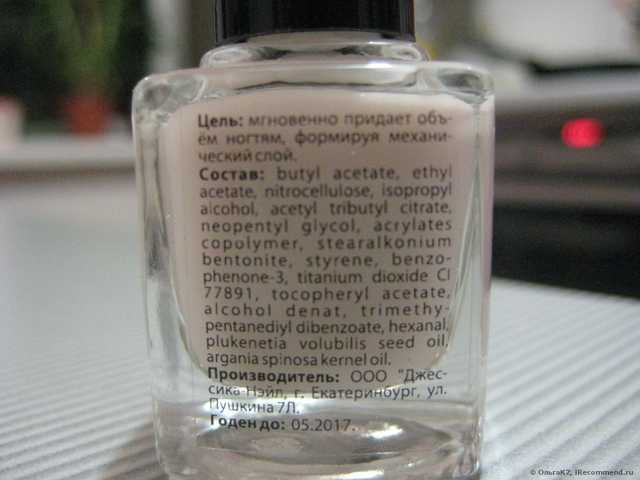 Цель: мгновенно придает объ-
ём ногтям, формируя механи-
ческий слой.
Состав: butyl acetate, ethyl
acetate, nitrocellulose, isopropyl
alcohol, acetyl tributyl citrate,
neopentyl glycol, acrylates
copolymer, stearalkonium
bentonite, styrene, benzo-
phenone-3, titanium dioxide CI
77891, tocopheryl acetate,
alcohol denat, trimethy-
pentanediyl dibenzoate, hexanal,
plukenetia volubilis seed oil,
argania spinosa kernel oil.
Производитель: ООО "Джес-
сика-Нэйл, г. Екатеринбург, ул.
Пушкина 7Л.
Годен до: 05.2017.
© ОльгаК2, IRecommend.ru